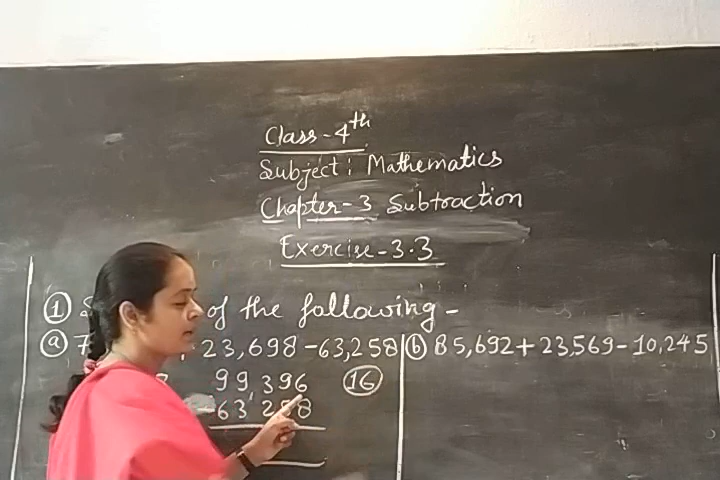 Class-4th
Subject: Mathematics
Chapter-3 Subtraction
Exercise-3.3
① S of the following-
ⓐ 7 23,698-63,258
ⓑ 85,692+23,569-10,245
99,396 ⑯
-63,258